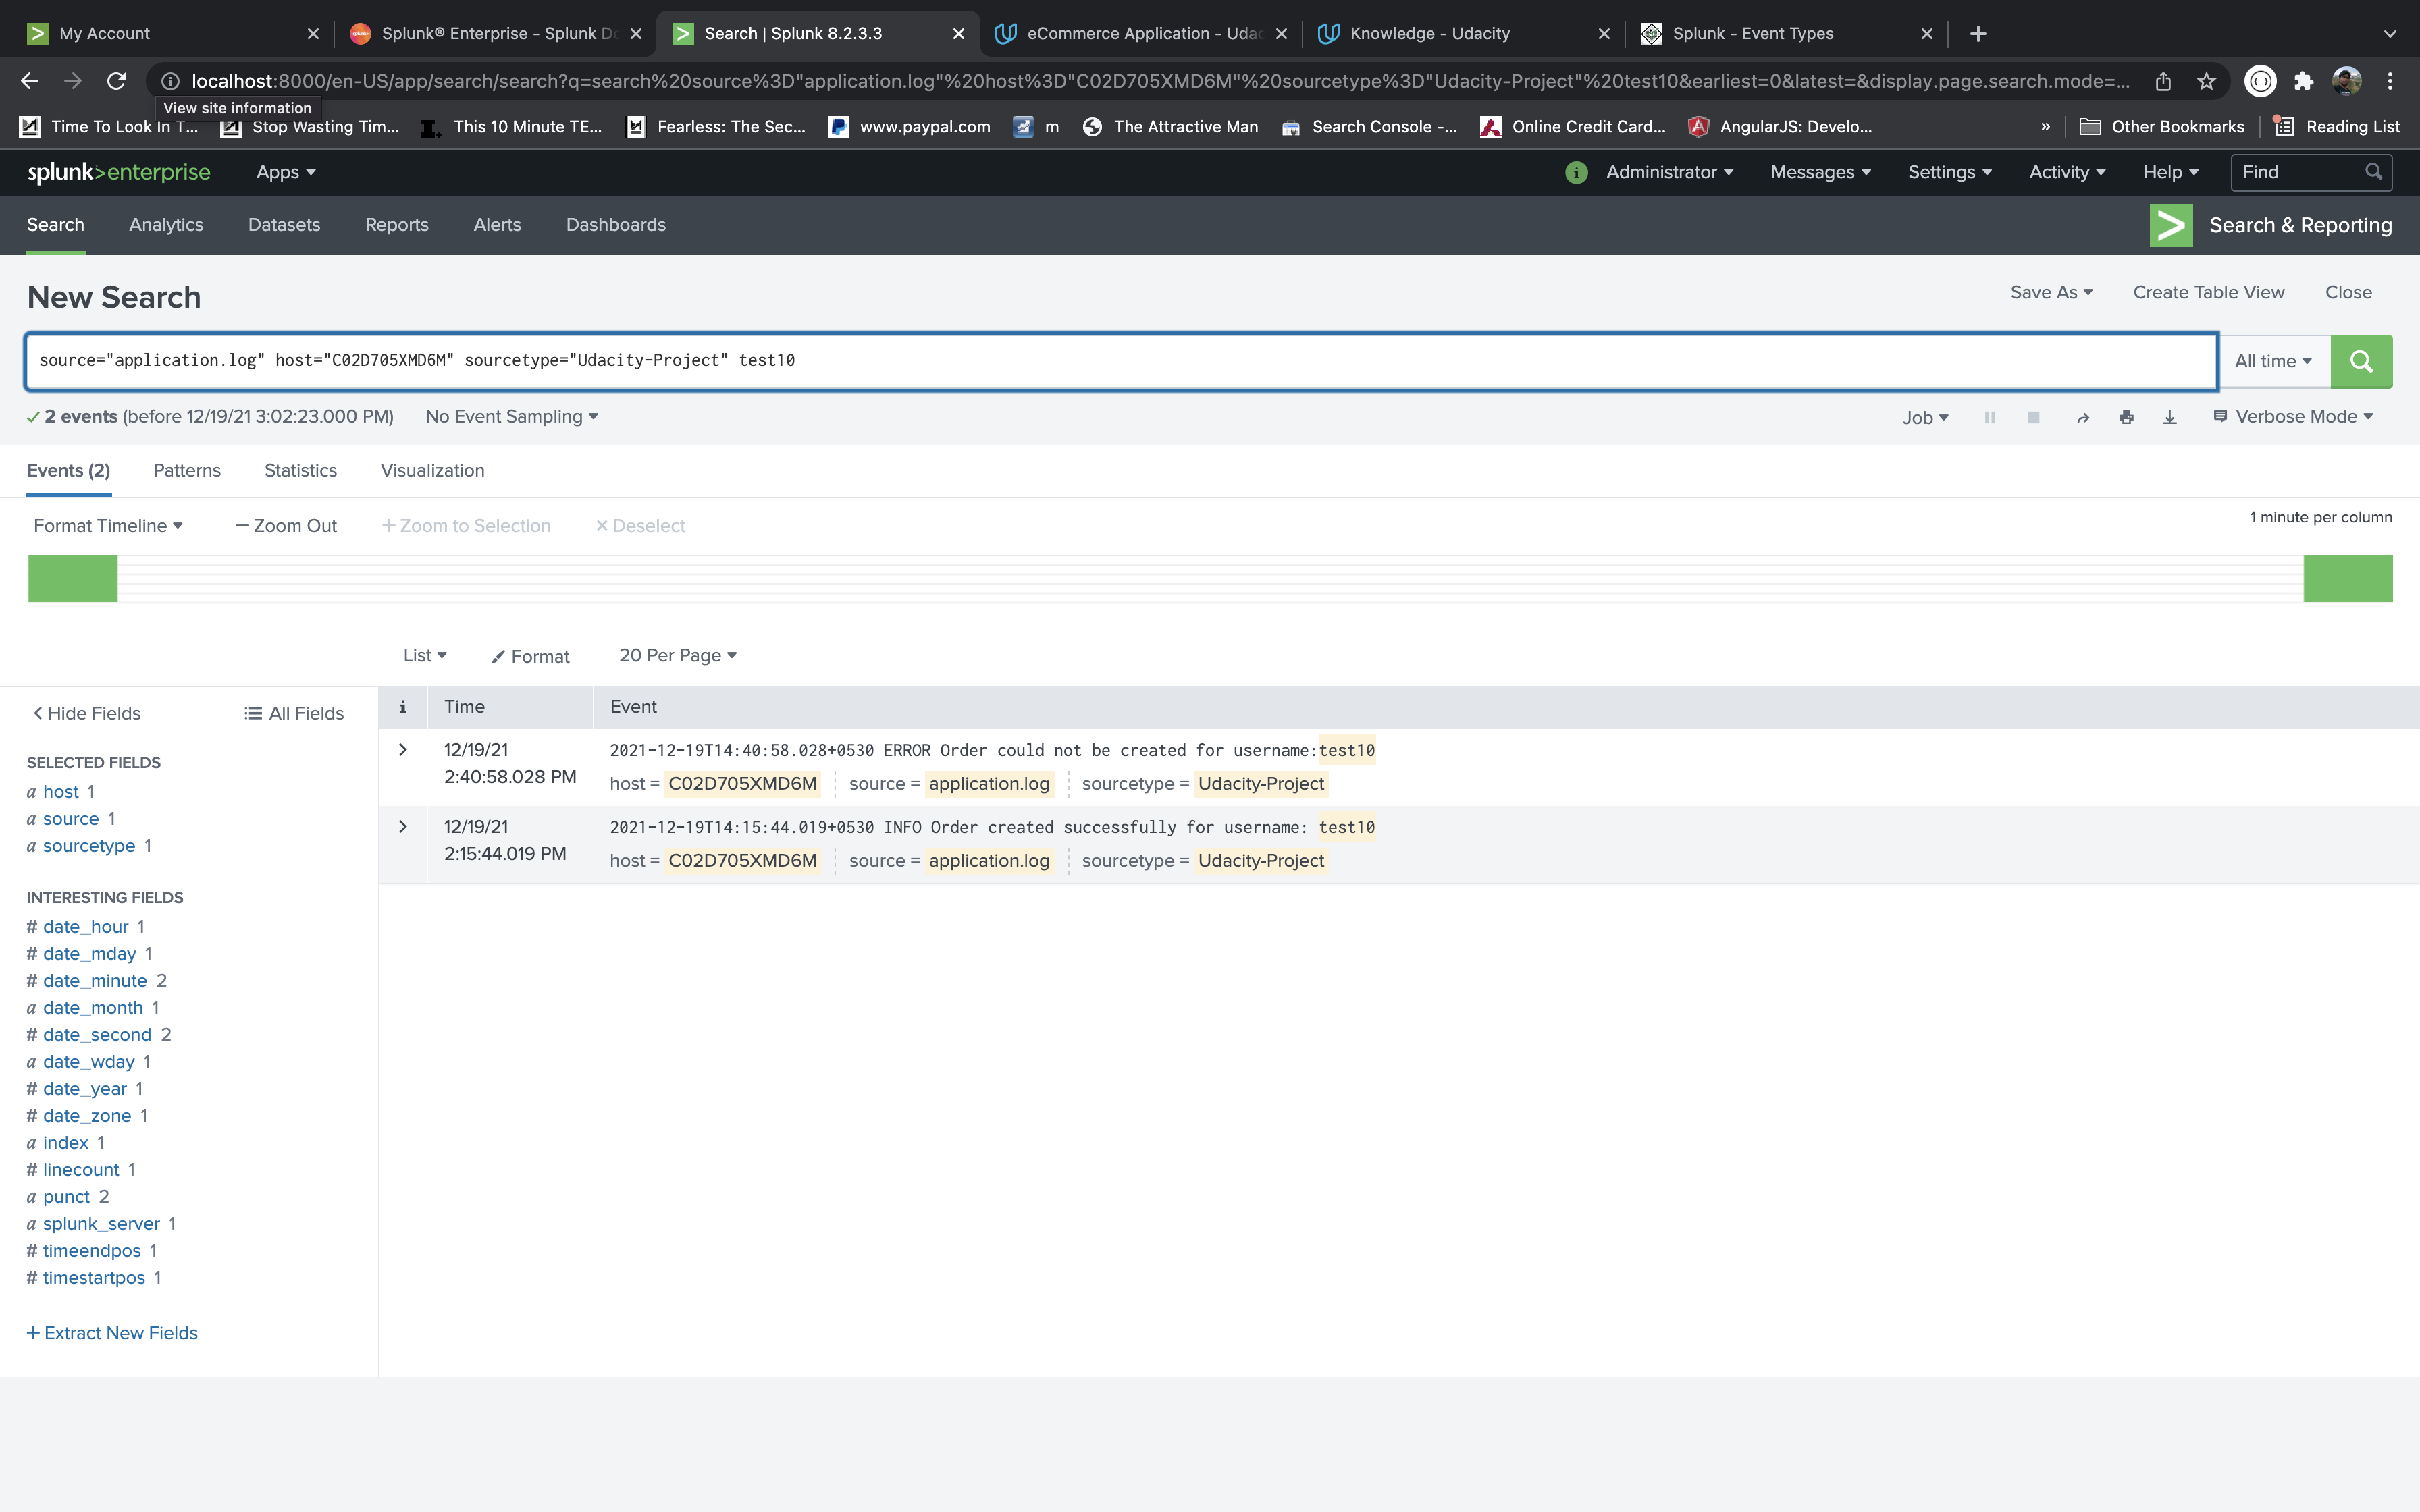 My Account
Splunk® Enterprise - Splunk Do
Search | Splunk 8.2.3.3
eCommerce Application - Udac
Knowledge - Udacity
Splunk - Event Types
localhost:8000/en-US/app/search/search?q=search%20source%3D"application.log"%20host%3D"C02D705XMD6M"%20sourcetype%3D"Udacity-Project"%20test10&earliest=0&latest=&display.page.search.mode=...
View site information
Time To Look In T...
Stop Wasting Tim...
This 10 Minute TE...
Fearless: The Sec...
www.paypal.com
m
The Attractive Man
Search Console -...
Online Credit Card...
AngularJS: Develo...
»
Other Bookmarks
Reading List
splunk>enterprise Apps
Administrator Messages Settings Activity Help Find
Search Analytics Datasets Reports Alerts Dashboards
Search & Reporting
New Search
Save As Create Table View Close
source="application.log" host="C02D705XMD6M" sourcetype="Udacity-Project" test10
All time
2 events (before 12/19/21 3:02:23.000 PM) No Event Sampling
Job Verbose Mode
Events (2) Patterns Statistics Visualization
Format Timeline — Zoom Out + Zoom to Selection × Deselect
1 minute per column
List Format 20 Per Page
< Hide Fields All Fields
SELECTED FIELDS
a host 1
a source 1
a sourcetype 1
INTERESTING FIELDS
# date_hour 1
# date_mday 1
# date_minute 2
a date_month 1
# date_second 2
a date_wday 1
# date_year 1
# date_zone 1
a index 1
# linecount 1
a punct 2
a splunk_server 1
# timeendpos 1
# timestartpos 1
+ Extract New Fields
i Time Event
12/19/21
2:40:58.028 PM
2021-12-19T14:40:58.028+0530 ERROR Order could not be created for username:test10
host = C02D705XMD6M source = application.log sourcetype = Udacity-Project
12/19/21
2:15:44.019 PM
2021-12-19T14:15:44.019+0530 INFO Order created successfully for username: test10
host = C02D705XMD6M source = application.log sourcetype = Udacity-Project